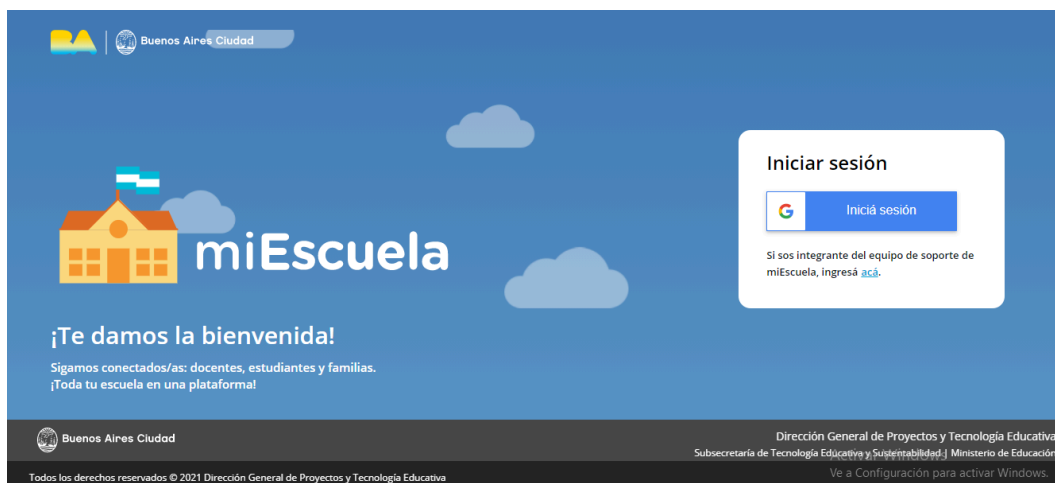 BA
Buenos Aires Ciudad
miEscuela
¡Te damos la bienvenida!
Sigamos conectados/as: docentes, estudiantes y familias.
¡Toda tu escuela en una plataforma!
Iniciar sesión
G
Iniciá sesión
Si sos integrante del equipo de soporte de
miEscuela, ingresá acá.
Buenos Aires Ciudad
Dirección General de Proyectos y Tecnología Educativa
Subsecretaría de Tecnología Educativa y Sustentabilidad | Ministerio de Educación
Activar Windows
Ve a Configuración para activar Windows.
Todos los derechos reservados © 2021 Dirección General de Proyectos y Tecnología Educativa